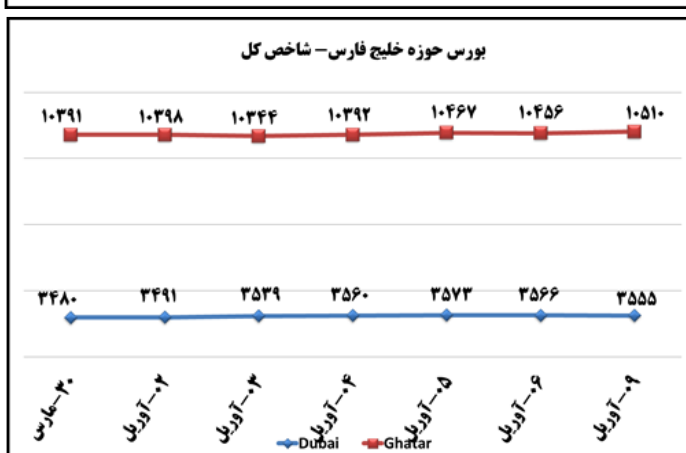 بورس حوزه خلیج فارس- شاخص کل
۱۰۳۹۱ ۱۰۳۹۸ ۱۰۳۴۴ ۱۰۳۹۲ ۱۰۴۶۷ ۱۰۴۵۶ ۱۰۵۱۰
۳۴۸۰ ۳۴۹۱ ۳۵۳۹ ۳۵۶۰ ۳۵۷۳ ۳۵۶۶ ۳۵۵۵
۳۰-مارس ۰۲-آوریل ۰۳-آوریل ۰۴-آوریل ۰۵-آوریل ۰۶-آوریل ۰۹-آوریل
Dubai Ghatar